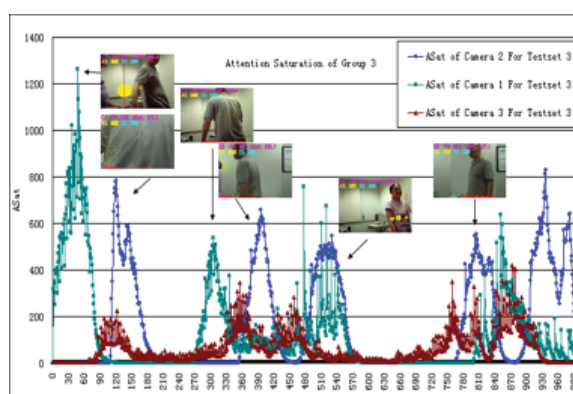 Attention Saturation of Group 3
ASat of Camera 2 For Testset 3
ASat of Camera 1 For Testset 3
ASat of Camera 3 For Testset 3
ASat
1400
1200
1000
800
600
400
200
0
0 30 60 90 120 150 180 210 240 270 300 330 360 390 420 450 480 510 540 570 600 630 660 690 720 750 780 810 840 870 900 930 960